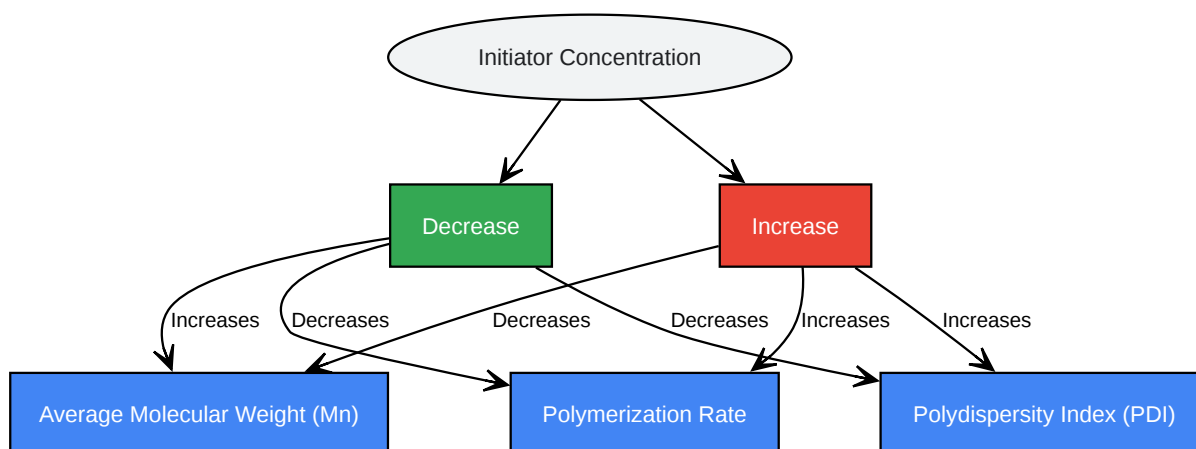 Initiator Concentration
Decrease
Increase
Increases
Decreases
Decreases
Decreases
Increases
Increases
Average Molecular Weight (Mn)
Polymerization Rate
Polydispersity Index (PDI)